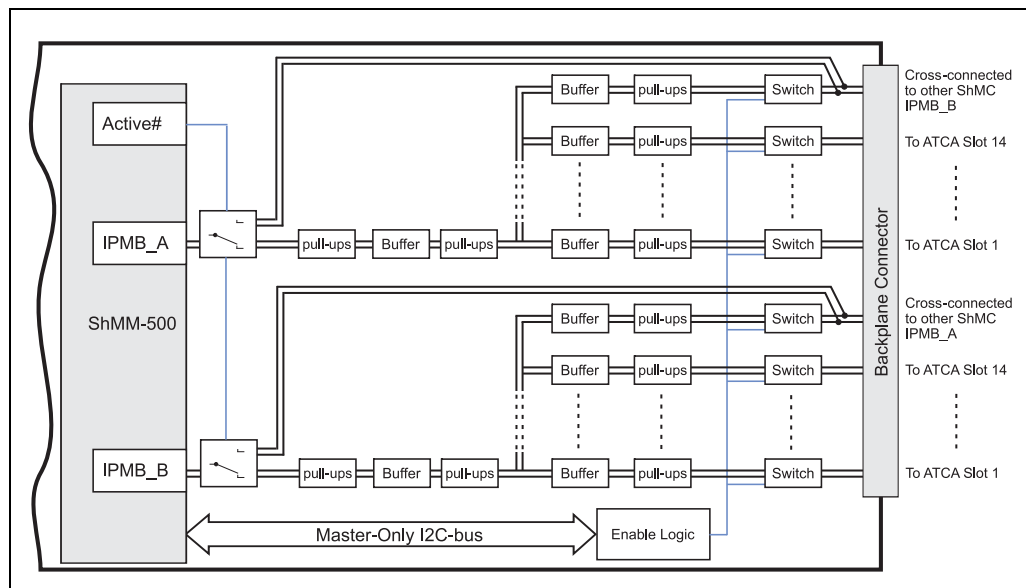 Active#
IPMB_A
ShMM-500
IPMB_B
Buffer
pull-ups
Switch
Cross-connected
to other ShMC
IPMB_B
Buffer
pull-ups
Switch
To ATCA Slot 14
pull-ups
Buffer
pull-ups
Buffer
pull-ups
Switch
To ATCA Slot 1
Buffer
pull-ups
Switch
Cross-connected
to other ShMC
IPMB_A
Buffer
pull-ups
Switch
To ATCA Slot 14
pull-ups
Buffer
pull-ups
Buffer
pull-ups
Switch
To ATCA Slot 1
Backplane Connector
Master-Only I2C-bus
Enable Logic